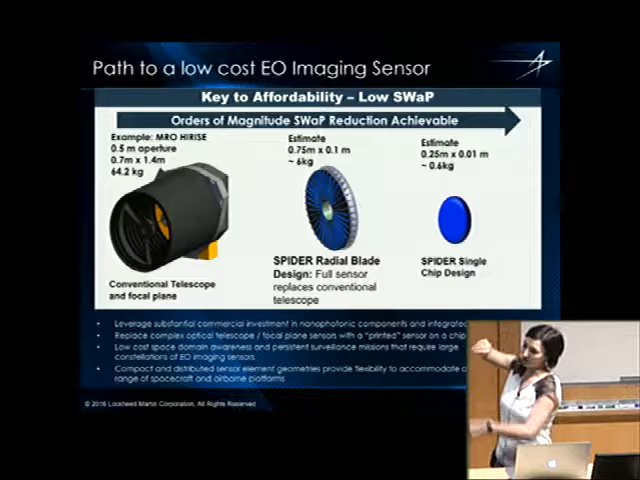 Path to a low cost EO Imaging Sensor
Key to Affordability – Low SWaP
Orders of Magnitude SWaP Reduction Achievable
Example: MRO HIRISE
0.5 m aperture
0.7m x 1.4m
64.2 kg
Estimate
0.75m x 0.1 m
~ 6kg
Estimate
0.25m x 0.01 m
~ 0.6kg
Conventional Telescope
and focal plane
SPIDER Radial Blade
Design: Full sensor
replaces conventional
telescope
SPIDER Single
Chip Design
• Leverage substantial commercial investment in nanophotonic components and
• Replace complex optical telescope / focal plane sensors with a "printed" sensor on a chip
• Low cost space domain awareness and persistent surveillance missions that require large
constellations of EO imaging sensors
• Compact and distributed sensor element geometries provide flexibility to accommodate
range of spacecraft and airborne platforms
© 2016 Lockheed Martin Corporation, All Rights Reserved